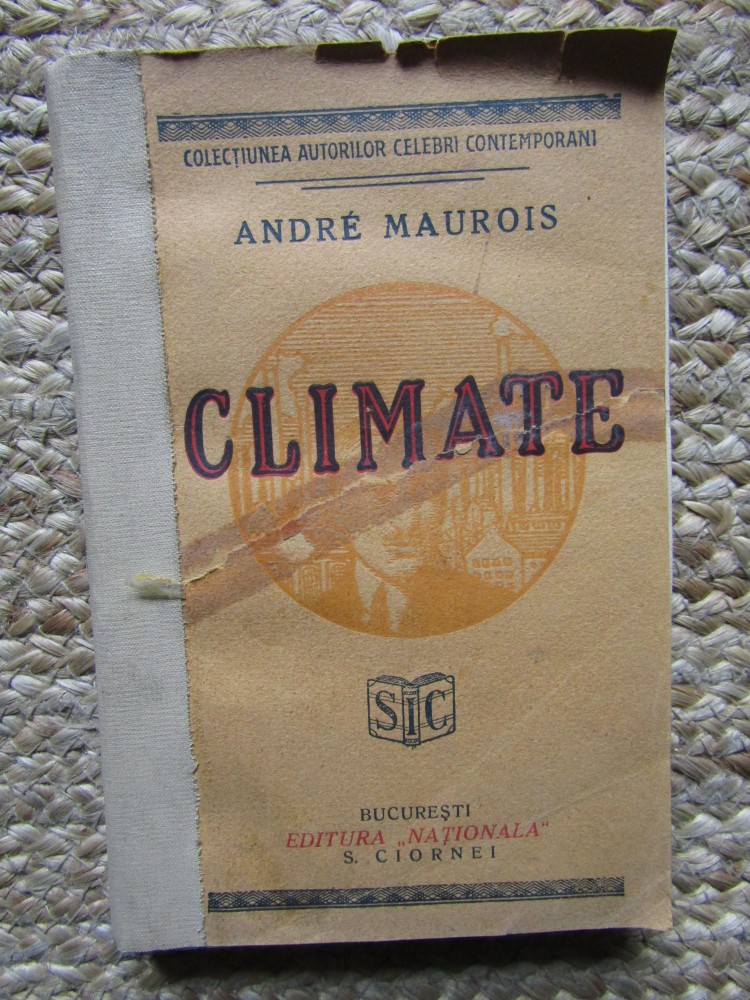 COLECȚIUNEA AUTORILOR CELEBRI CONTEMPORANI
ANDRÉ MAUROIS
CLIMATE
SIC
BUCUREȘTI
EDITURA „NAȚIONALA“
S. CIORNEI